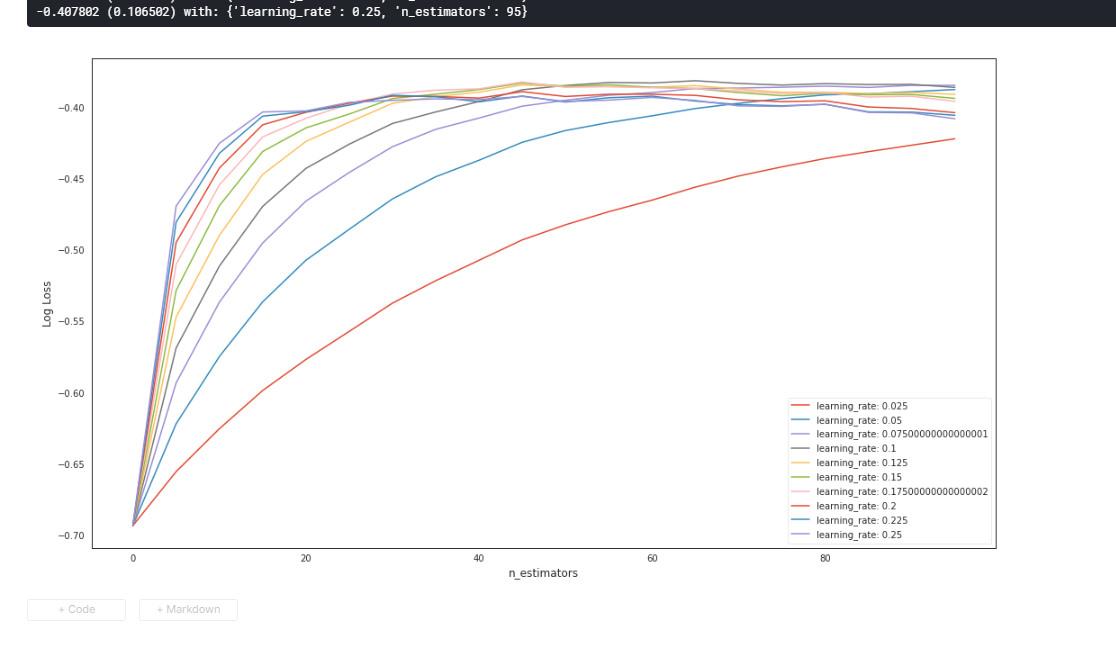 -0.407802 (0.106502) with: {'learning_rate': 0.25, 'n_estimators': 95}
−0.40
−0.45
−0.50
−0.55
−0.60
−0.65
−0.70
Log Loss
0
20
40
60
80
n_estimators
learning_rate: 0.025
learning_rate: 0.05
learning_rate: 0.07500000000000001
learning_rate: 0.1
learning_rate: 0.125
learning_rate: 0.15
learning_rate: 0.17500000000000002
learning_rate: 0.2
learning_rate: 0.225
learning_rate: 0.25
+ Code
+ Markdown